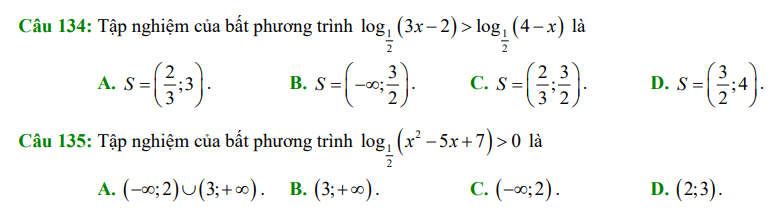 Câu 134: Tập nghiệm của bất phương trình $\log_{\frac{1}{2}}(3x-2) > \log_{\frac{1}{2}}(4-x)$ là
A. $S=\left(\frac{2}{3};3\right)$. B. $S=\left(-\infty;\frac{3}{2}\right)$. C. $S=\left(\frac{2}{3};\frac{3}{2}\right)$. D. $S=\left(\frac{3}{2};4\right)$.
Câu 135: Tập nghiệm của bất phương trình $\log_{\frac{1}{2}}(x^2-5x+7) > 0$ là
A. $(-\infty;2)\cup(3;+\infty)$. B. $(3;+\infty)$. C. $(-\infty;2)$. D. $(2;3)$.